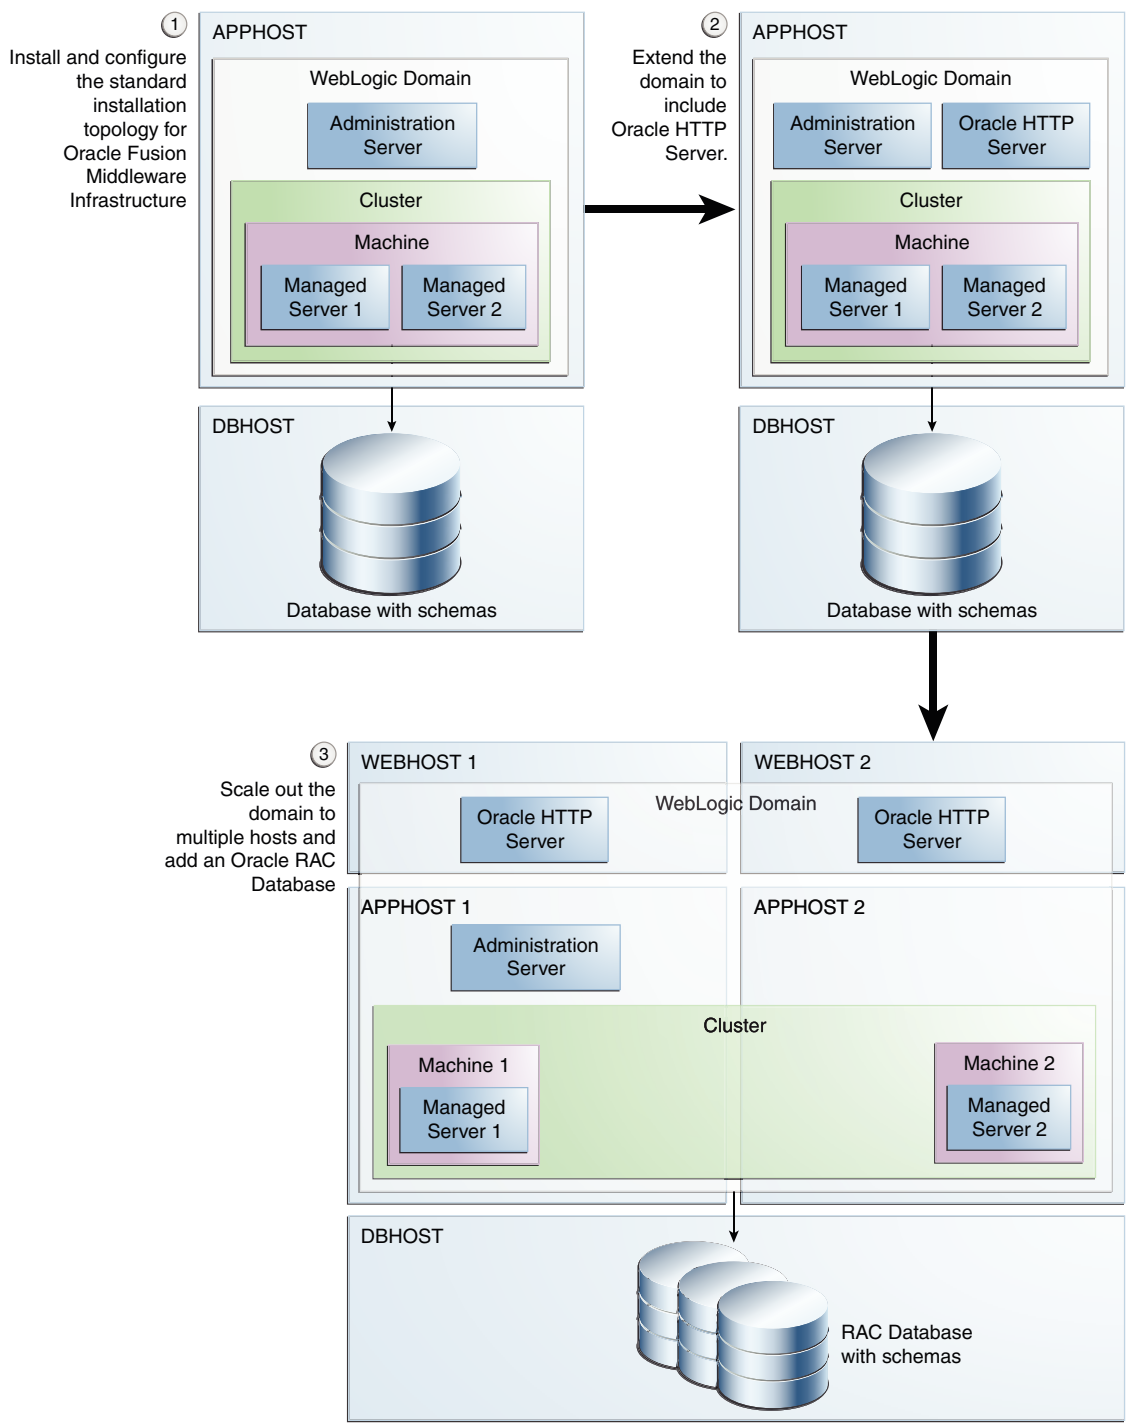 1
Install and configure
the standard
installation
topology for
Oracle Fusion
Middleware
Infrastructure
APPHOST
WebLogic Domain
Administration
Server
Cluster
Machine
Managed
Server 1
Managed
Server 2
DBHOST
Database with schemas
2
Extend the
domain to
include
Oracle HTTP
Server.
APPHOST
WebLogic Domain
Administration
Server
Oracle HTTP
Server
Cluster
Machine
Managed
Server 1
Managed
Server 2
DBHOST
Database with schemas
3
Scale out the
domain to
multiple hosts and
add an Oracle RAC
Database
WEBHOST 1
WEBHOST 2
WebLogic Domain
Oracle HTTP
Server
Oracle HTTP
Server
APPHOST 1
APPHOST 2
Administration
Server
Cluster
Machine 1
Managed
Server 1
Machine 2
Managed
Server 2
DBHOST
RAC Database
with schemas